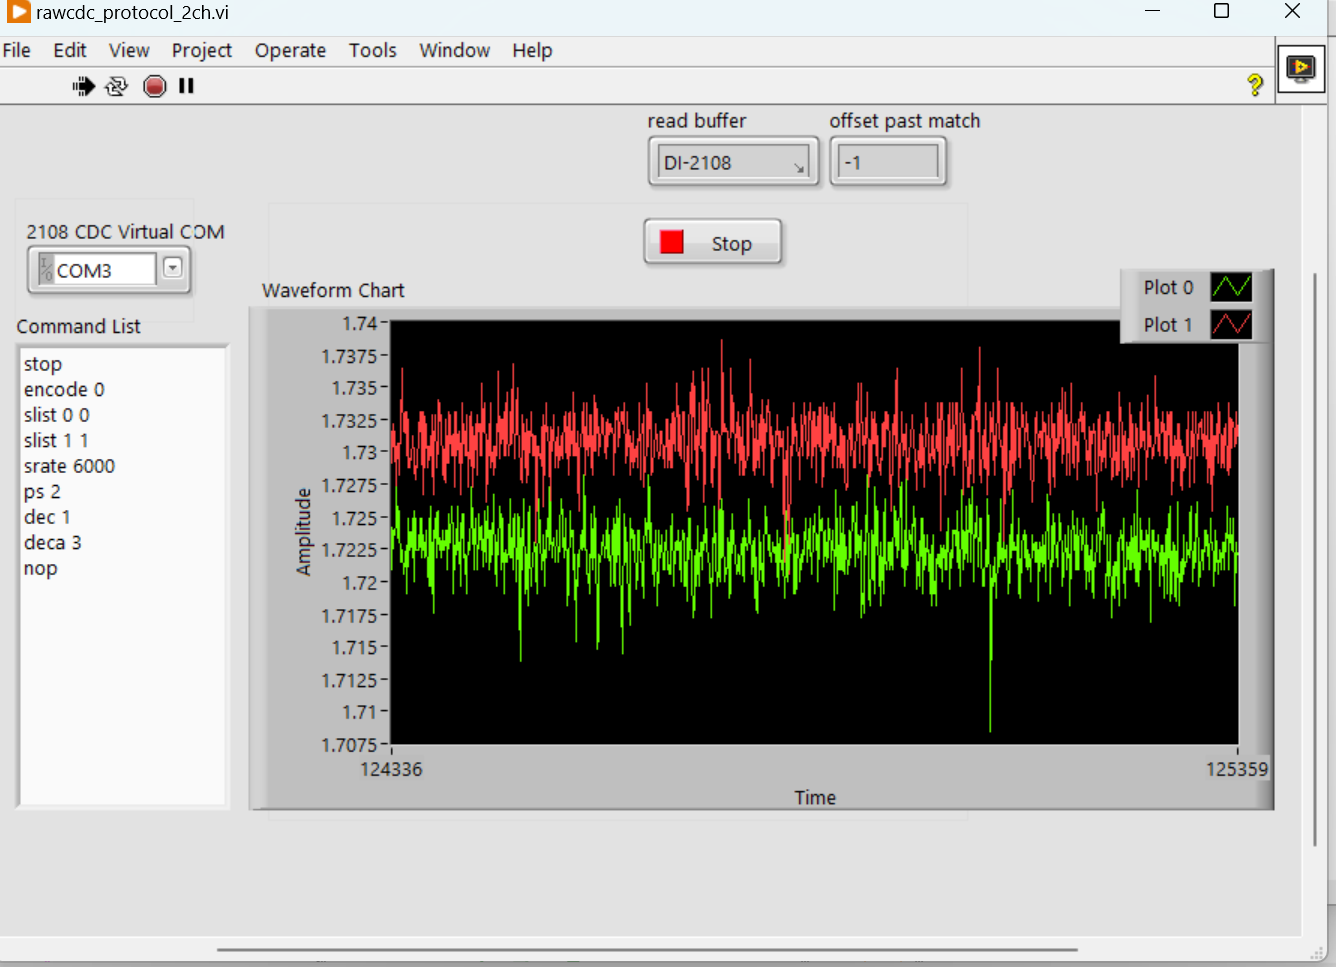 rawcdc_protocol_2ch.vi
File Edit View Project Operate Tools Window Help
read buffer
offset past match
DI-2108
-1
2108 CDC Virtual COM
COM3
Stop
Waveform Chart
Plot 0
Plot 1
Command List
stop
encode 0
slist 0 0
slist 1 1
srate 6000
ps 2
dec 1
deca 3
nop
Amplitude
1.74
1.7375
1.735
1.7325
1.73
1.7275
1.725
1.7225
1.72
1.7175
1.715
1.7125
1.71
1.7075
124336
125359
Time